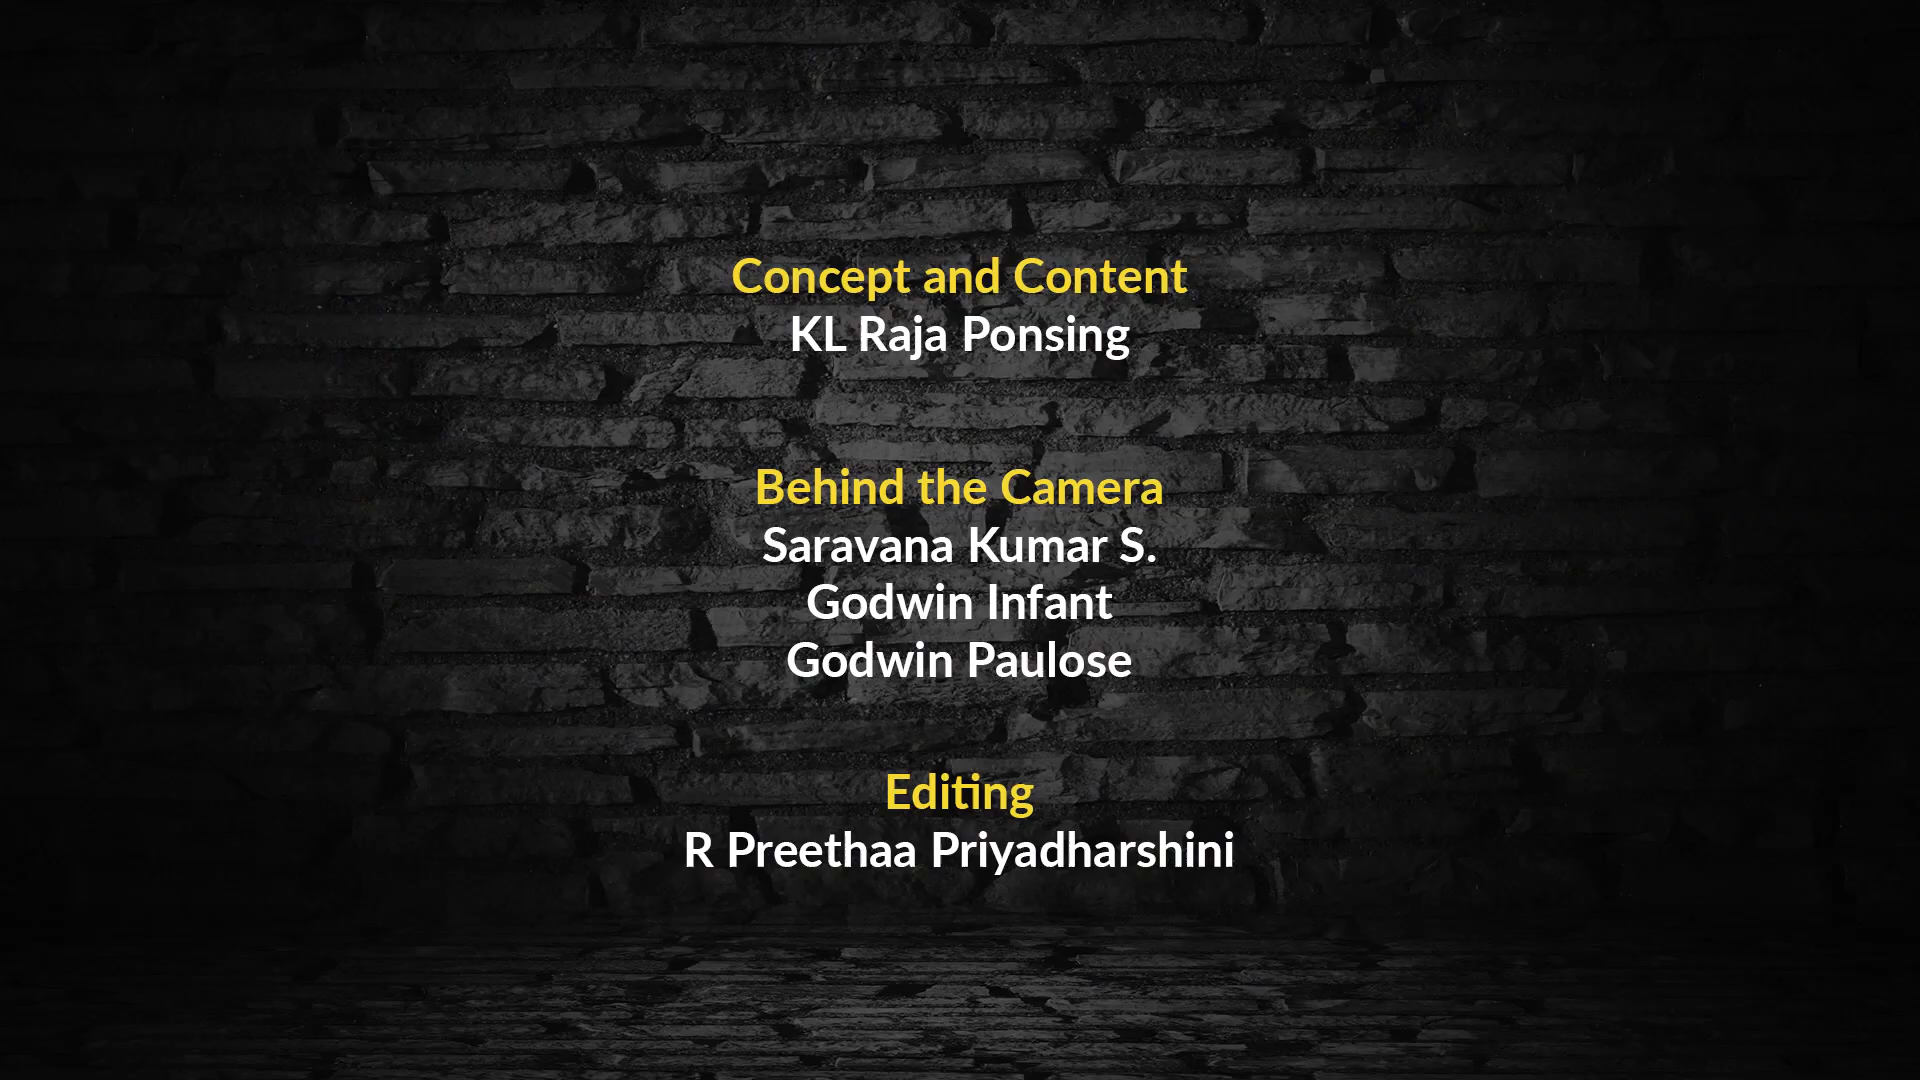 Concept and Content
KL Raja Ponsing
Behind the Camera
Saravana Kumar S.
Godwin Infant
Godwin Paulose
Editing
R Preethaa Priyadharshini